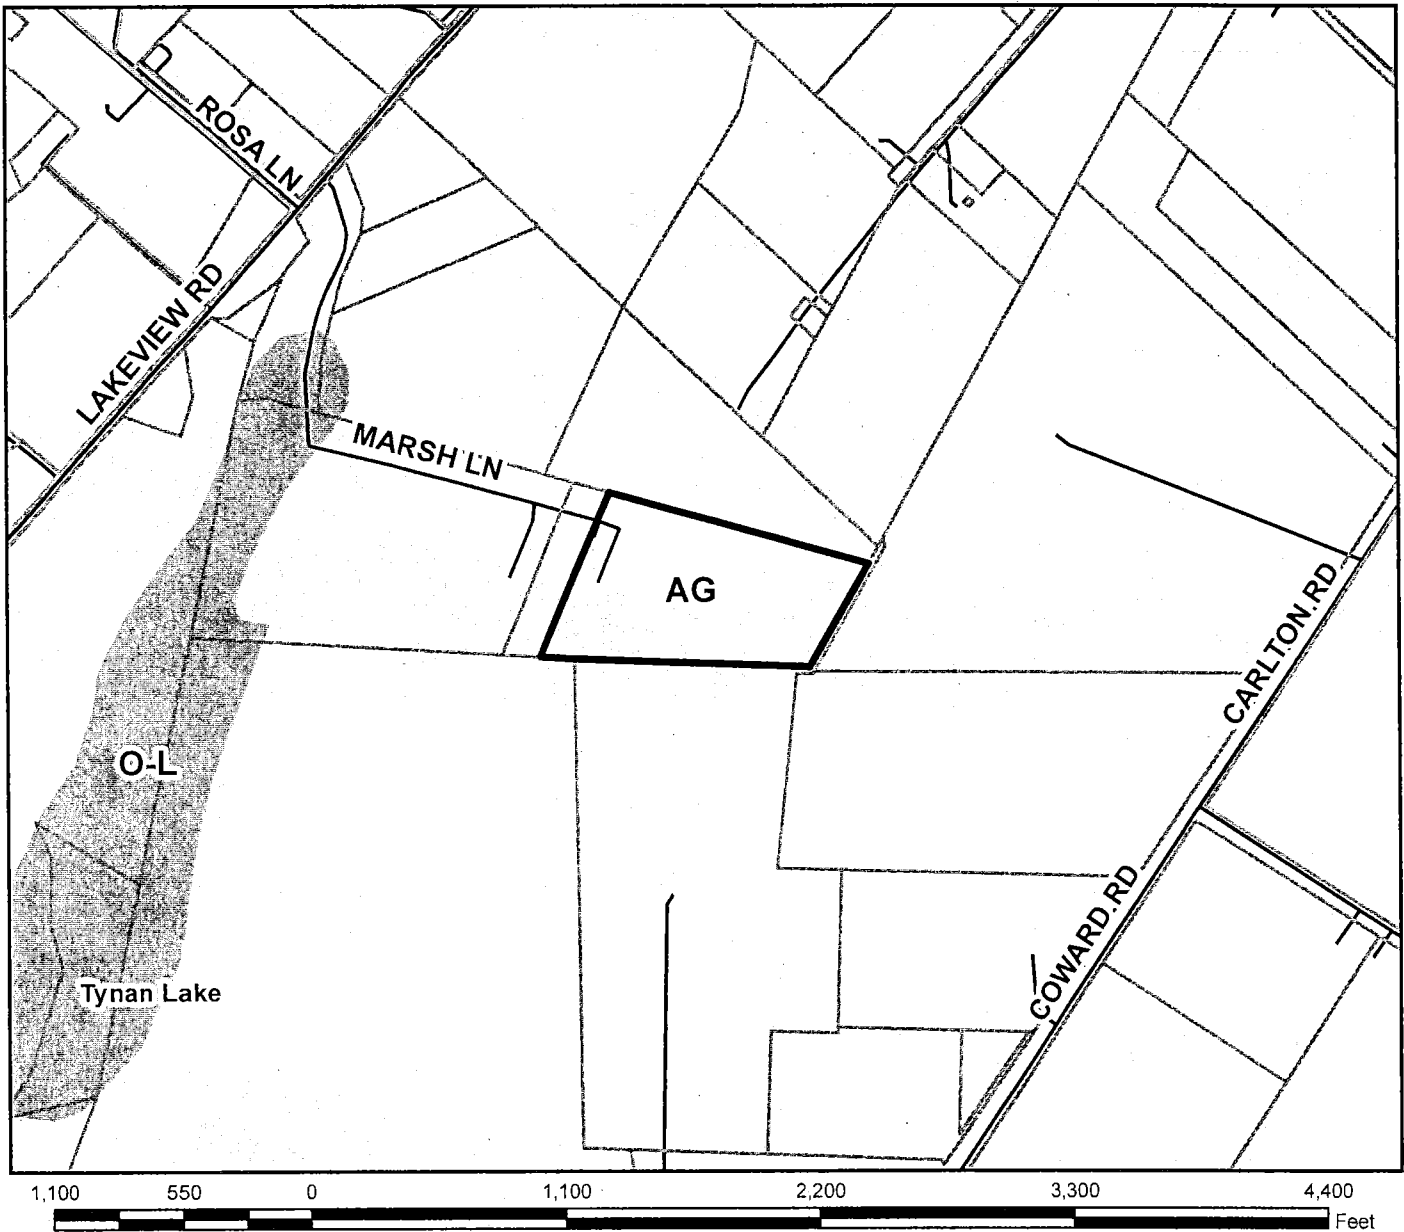 ROSA LN
LAKEVIEW RD
MARSH LN
AG
CARLTON RD
O-L
COWARD RD
Tynan Lake
1,100 550 0 1,100 2,200 3,300 4,400
Feet